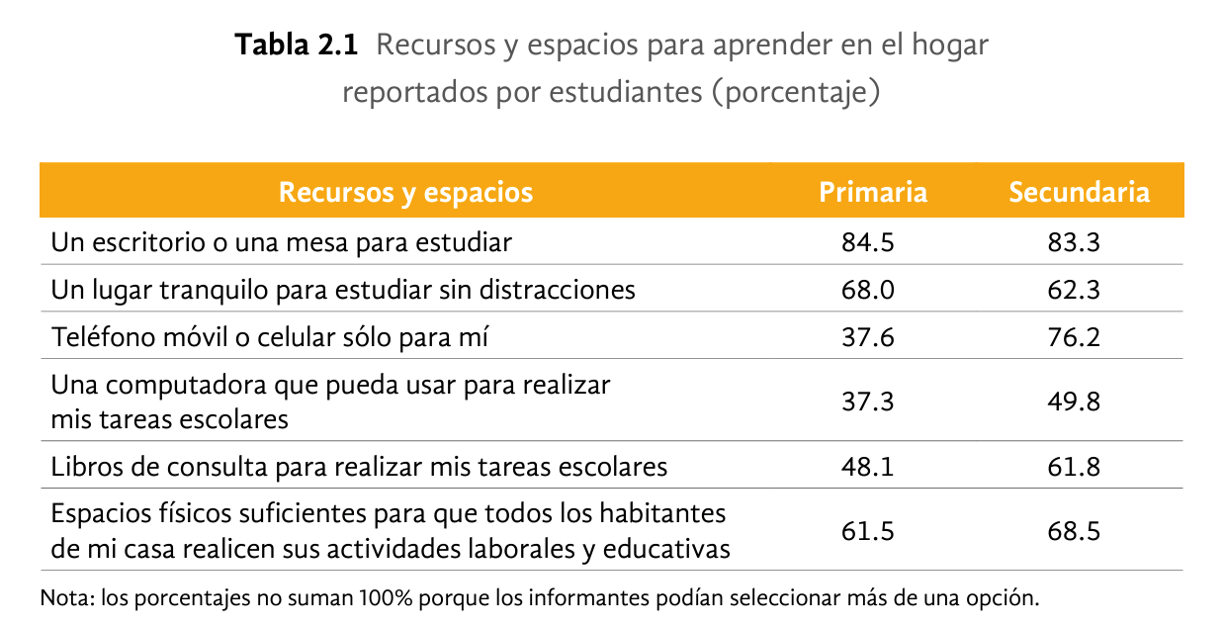 Tabla 2.1 Recursos y espacios para aprender en el hogar
reportados por estudiantes (porcentaje)
Recursos y espacios Primaria Secundaria
Un escritorio o una mesa para estudiar 84.5 83.3
Un lugar tranquilo para estudiar sin distracciones 68.0 62.3
Teléfono móvil o celular sólo para mí 37.6 76.2
Una computadora que pueda usar para realizar
mis tareas escolares 37.3 49.8
Libros de consulta para realizar mis tareas escolares 48.1 61.8
Espacios físicos suficientes para que todos los habitantes
de mi casa realicen sus actividades laborales y educativas 61.5 68.5
Nota: los porcentajes no suman 100% porque los informantes podían seleccionar más de una opción.